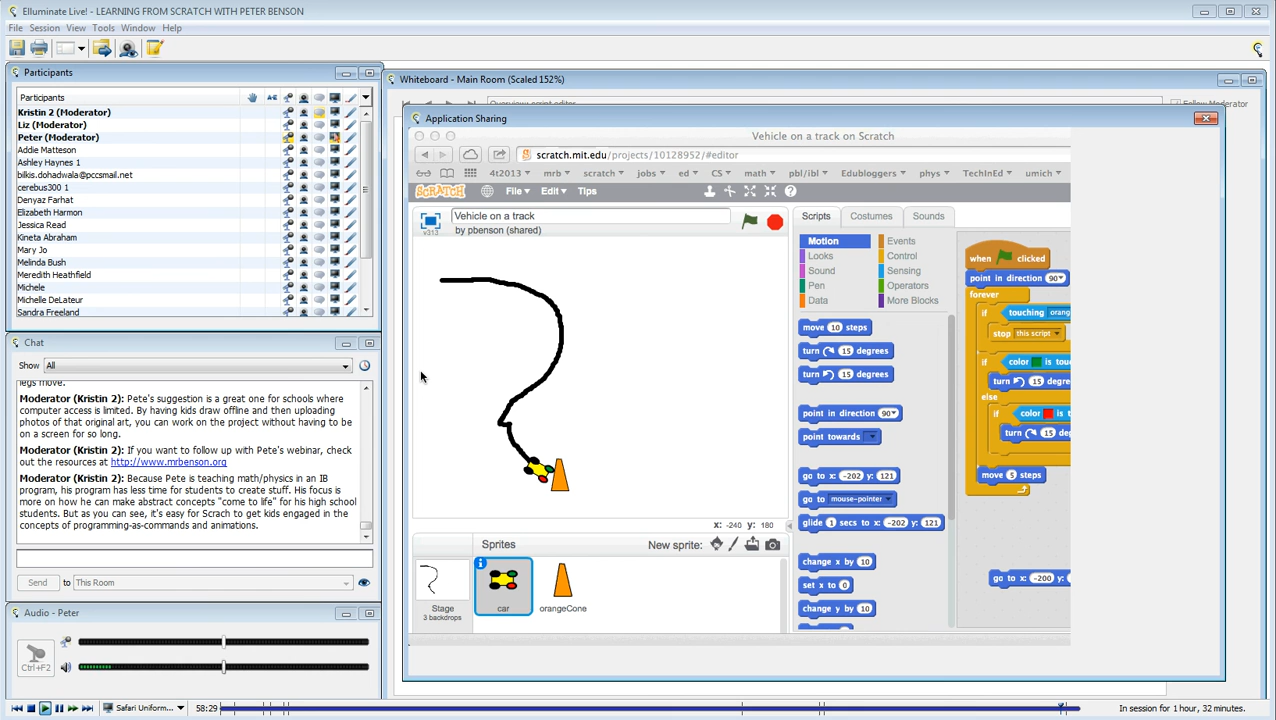 Elluminate Live! - LEARNING FROM SCRATCH WITH PETER BENSON
File Session View Tools Window Help
Participants
Participants
Kristin 2 (Moderator)
Liz (Moderator)
Peter (Moderator)
Addie Matteson
Ashley Haynes 1
bilkis.dohadwala@pccsmail.net
cerebus300 1
Denyaz Farhat
Elizabeth Harmon
Jessica Read
Kineta Abraham
Mary Jo
Melinda Bush
Meredith Heathfield
Michele
Michelle DeLateur
Sandra Freeland
Chat
Show All
legs move.
Moderator (Kristin 2): Pete's suggestion is a great one for schools where
computer access is limited. By having kids draw offline and then uploading
photos of that original art, you can work on the project without having to
be on a screen for so long.
Moderator (Kristin 2): If you want to follow up with Pete's webinar, check
out the resources at http://www.mrbenson.org
Moderator (Kristin 2): Because Pete is teaching math/physics in an IB
program, his program has less time for students to create stuff. His focus is
more on how he can make abstract concepts "come to life" for his high school
students. But as you can see, it's easy for Scrach to get kids engaged in the
concepts of programming-as-commands and animations.
Send This Room
Audio - Peter
Ctrl+F2
Whiteboard - Main Room (Scaled 152%)
Overview: script editor
Follow Moderator
Application Sharing
Vehicle on a track on Scratch
scratch.mit.edu/projects/10128952/#editor
4t2013 mrb scratch jobs ed CS math pbl/ibl Edubloggers phys TechInEd umich
SCRATCH File Edit Tips
v313
Vehicle on a track
by pbenson (shared)
x: -240 y: 180
Sprites New sprite:
Stage
3 backdrops
car
orangeCone
Scripts Costumes Sounds
Motion Events
Looks Control
Sound Sensing
Pen Operators
Data More Blocks
move 10 steps
turn 15 degrees
turn 15 degrees
point in direction 90
point towards
go to x: -202 y: 121
go to mouse-pointer
glide 1 secs to x: -202 y: 121
change x by 10
set x to 0
change y by 10
when clicked
point in direction 90
forever
if touching orang
stop this script
if color is touc
turn 15 degre
else
if color is t
turn 15 de
move 5 steps
go to x: -200 y:
Safari Uniform... 58:29
In session for 1 hour, 32 minutes.